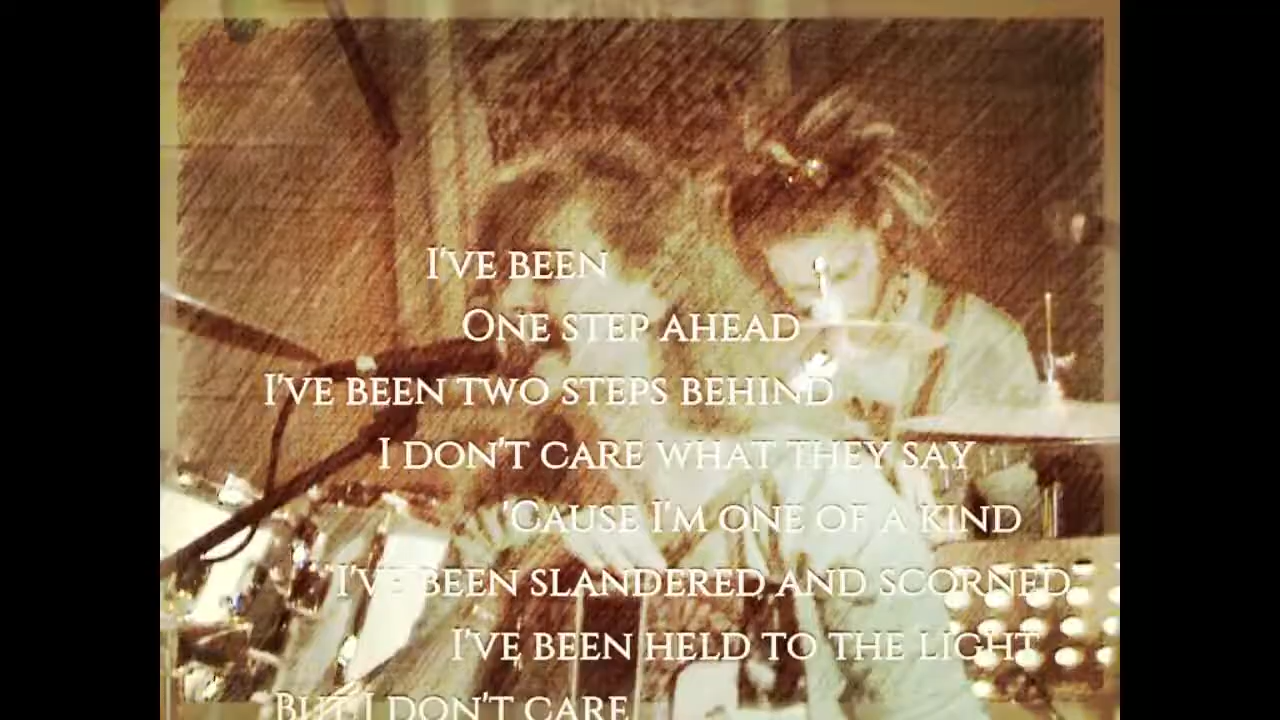 I'VE BEEN
ONE STEP AHEAD
I'VE BEEN TWO STEPS BEHIND
I DON'T CARE WHAT THEY SAY
'CAUSE I'M ONE OF A KIND
I'VE BEEN SLANDERED AND SCORNED
I'VE BEEN HELD TO THE LIGHT
BUT I DON'T CARE